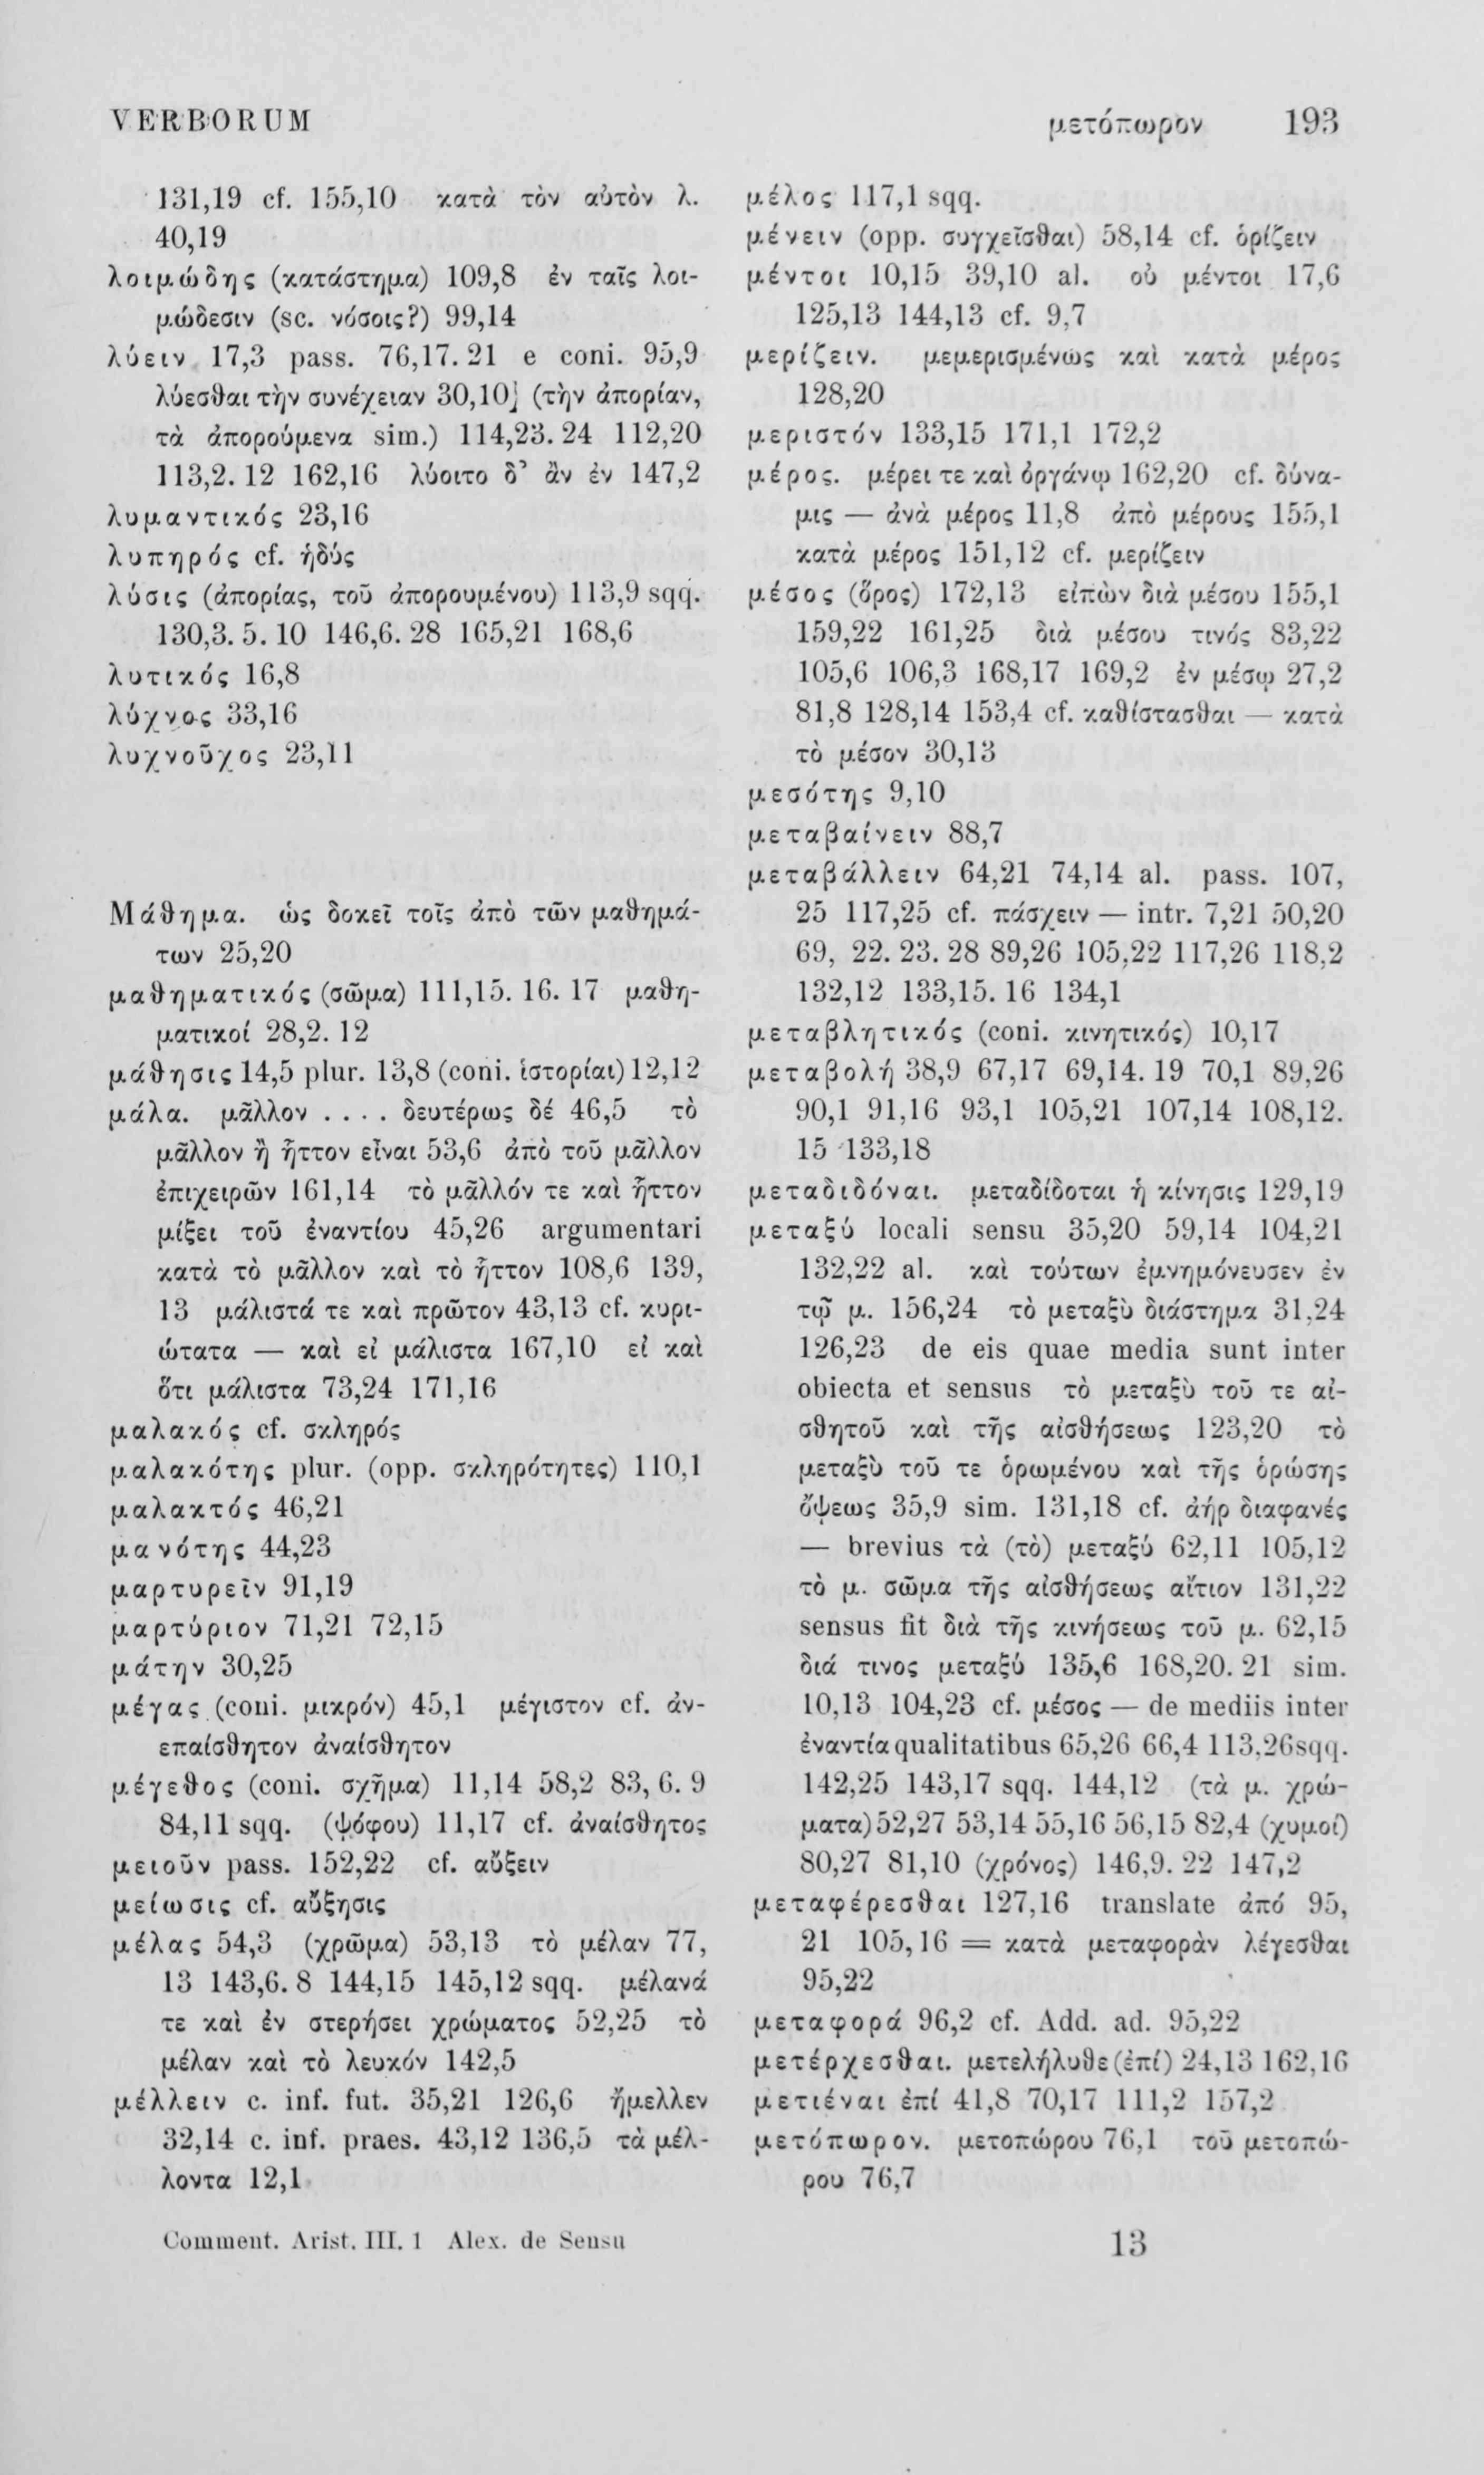 VERBORUM
μετόπωρον 193
131,19 cf. 155,10 κατὰ τὸν αὐτὸν λ.
40,19
λοιμώδης (κατάστημα) 109,8 ἐν ταῖς λοι-
μώδεσιν (sc. νόσοις?) 99,14
λύειν 17,3 pass. 76,17. 21 e coni. 95,9
λύεσθαι τὴν συνέχειαν 30,10] (τὴν ἀπορίαν,
τὰ ἀπορούμενα sim.) 114,23. 24 112,20
113,2. 12 162,16 λύοιτο δ’ ἂν ἐν 147,2
λυμαντικός 23,16
λυπηρός cf. ἡδύς
λύσις (ἀπορίας, τοῦ ἀπορουμένου) 113,9 sqq.
130,3. 5. 10 146,6. 28 165,21 168,6
λυτικός 16,8
λύχνος 33,16
λυχνοῦχος 23,11
Μάθημα. ὡς δοκεῖ τοῖς ἀπὸ τῶν μαθημά-
των 25,20
μαθηματικός (σῶμα) 111,15. 16. 17 μαθη-
ματικοί 28,2. 12
μάθησις 14,5 plur. 13,8 (coni. ἱστορίαι) 12,12
μάλα. μᾶλλον .... δευτέρως δέ 46,5 τὸ
μᾶλλον ἢ ἧττον εἶναι 53,6 ἀπὸ τοῦ μᾶλλον
ἐπιχειρῶν 161,14 τὸ μᾶλλόν τε καὶ ἧττον
μίξει τοῦ ἐναντίου 45,26 argumentari
κατὰ τὸ μᾶλλον καὶ τὸ ἧττον 108,6 139,
13 μάλιστά τε καὶ πρῶτον 43,13 cf. κυρι-
ώτατα — καὶ εἰ μάλιστα 167,10 εἰ καὶ
ὅτι μάλιστα 73,24 171,16
μαλακός cf. σκληρός
μαλακότης plur. (opp. σκληρότητες) 110,1
μαλακτός 46,21
μανότης 44,23
μαρτυρεῖν 91,19
μαρτύριον 71,21 72,15
μάτην 30,25
μέγας (coni. μικρόν) 45,1 μέγιστον cf. ἀν-
επαίσθητον ἀναίσθητον
μέγεθος (coni. σχῆμα) 11,14 58,2 83, 6. 9
84,11 sqq. (ψόφου) 11,17 cf. ἀναίσθητος
μειοῦν pass. 152,22 cf. αὔξειν
μείωσις cf. αὔξησις
μέλας 54,3 (χρῶμα) 53,13 τὸ μέλαν 77,
13 143,6. 8 144,15 145,12 sqq. μέλανά
τε καὶ ἐν στερήσει χρώματος 52,25 τὸ
μέλαν καὶ τὸ λευκόν 142,5
μέλλειν c. inf. fut. 35,21 126,6 ἤμελλεν
32,14 c. inf. praes. 43,12 136,5 τὰ μέλ-
λοντα 12,1
μέλος 117,1 sqq.
μένειν (opp. συγχεῖσθαι) 58,14 cf. ὁρίζειν
μέντοι 10,15 39,10 al. οὐ μέντοι 17,6
125,13 144,13 cf. 9,7
μερίζειν. μεμερισμένως καὶ κατὰ μέρος
128,20
μεριστόν 133,15 171,1 172,2
μέρος. μέρει τε καὶ ὀργάνῳ 162,20 cf. δύνα-
μις — ἀνὰ μέρος 11,8 ἀπὸ μέρους 155,1
κατὰ μέρος 151,12 cf. μερίζειν
μέσος (ὅρος) 172,13 εἰπὼν διὰ μέσου 155,1
159,22 161,25 διὰ μέσου τινός 83,22
105,6 106,3 168,17 169,2 ἐν μέσῳ 27,2
81,8 128,14 153,4 cf. καθίστασθαι — κατὰ
τὸ μέσον 30,13
μεσότης 9,10
μεταβαίνειν 88,7
μεταβάλλειν 64,21 74,14 al. pass. 107,
25 117,25 cf. πάσχειν — intr. 7,21 50,20
69, 22. 23. 28 89,26 105,22 117,26 118,2
132,12 133,15. 16 134,1
μεταβλητικός (coni. κινητικός) 10,17
μεταβολή 38,9 67,17 69,14. 19 70,1 89,26
90,1 91,16 93,1 105,21 107,14 108,12.
15 133,18
μεταδιδόναι. μεταδίδοται ἡ κίνησις 129,19
μεταξύ locali sensu 35,20 59,14 104,21
132,22 al. καὶ τούτων ἐμνημόνευσεν ἐν
τῷ μ. 156,24 τὸ μεταξὺ διάστημα 31,24
126,23 de eis quae media sunt inter
obiecta et sensus τὸ μεταξὺ τοῦ τε αἰ-
σθητοῦ καὶ τῆς αἰσθήσεως 123,20 τὸ
μεταξὺ τοῦ τε ὁρωμένου καὶ τῆς ὁρώσης
ὄψεως 35,9 sim. 131,18 cf. ἀήρ διαφανές
— brevius τὰ (τὸ) μεταξύ 62,11 105,12
τὸ μ. σῶμα τῆς αἰσθήσεως αἴτιον 131,22
sensus fit διὰ τῆς κινήσεως τοῦ μ. 62,15
διά τινος μεταξύ 135,6 168,20. 21 sim.
10,13 104,23 cf. μέσος — de mediis inter
ἐναντία qualitatibus 65,26 66,4 113,26 sqq.
142,25 143,17 sqq. 144,12 (τὰ μ. χρώ-
ματα) 52,27 53,14 55,16 56,15 82,4 (χυμοί)
80,27 81,10 (χρόνος) 146,9. 22 147,2
μεταφέρεσθαι 127,16 translate ἀπό 95,
21 105,16 = κατὰ μεταφορὰν λέγεσθαι
95,22
μεταφορά 96,2 cf. Add. ad. 95,22
μετέρχεσθαι. μετελήλυθε (ἐπί) 24,13 162,16
μετιέναι ἐπί 41,8 70,17 111,2 157,2
μετόπωρον. μετοπώρου 76,1 τοῦ μετοπώ-
ρου 76,7
Comment. Arist. III. 1 Alex. de Sensu
13